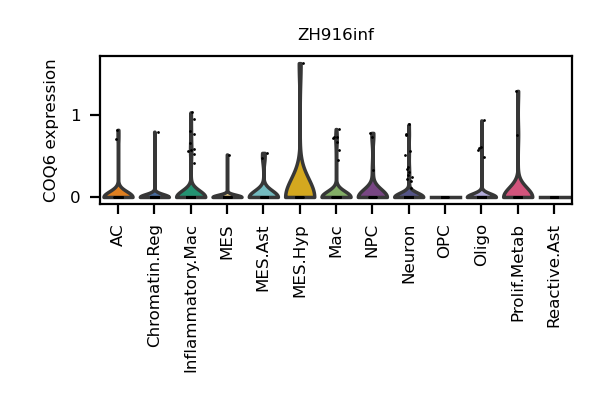 ZH916inf
COQ6 expression
1
0
AC
Chromatin.Reg
Inflammatory.Mac
MES
MES.Ast
MES.Hyp
Mac
NPC
Neuron
OPC
Oligo
Prolif.Metab
Reactive.Ast